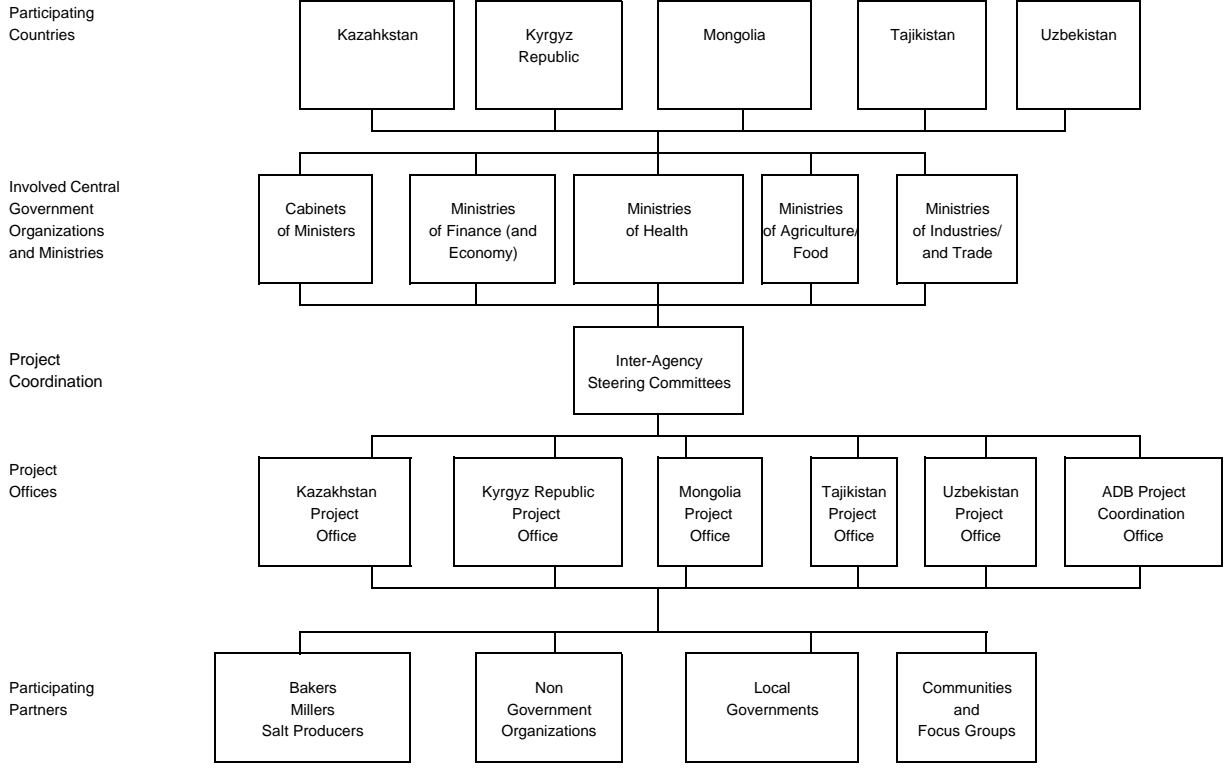 Participating
Countries
Kazahkstan
Kyrgyz
Republic
Mongolia
Tajikistan
Uzbekistan
Involved Central
Government
Organizations
and Ministries
Cabinets
of Ministers
Ministries
of Finance (and
Economy)
Ministries
of Health
Ministries
of Agriculture/
Food
Ministries
of Industries/
and Trade
Project
Coordination
Inter-Agency
Steering Committees
Project
Offices
Kazakhstan
Project
Office
Kyrgyz Republic
Project
Office
Mongolia
Project
Office
Tajikistan
Project
Office
Uzbekistan
Project
Office
ADB Project
Coordination
Office
Participating
Partners
Bakers
Millers
Salt Producers
Non
Government
Organizations
Local
Governments
Communities
and
Focus Groups